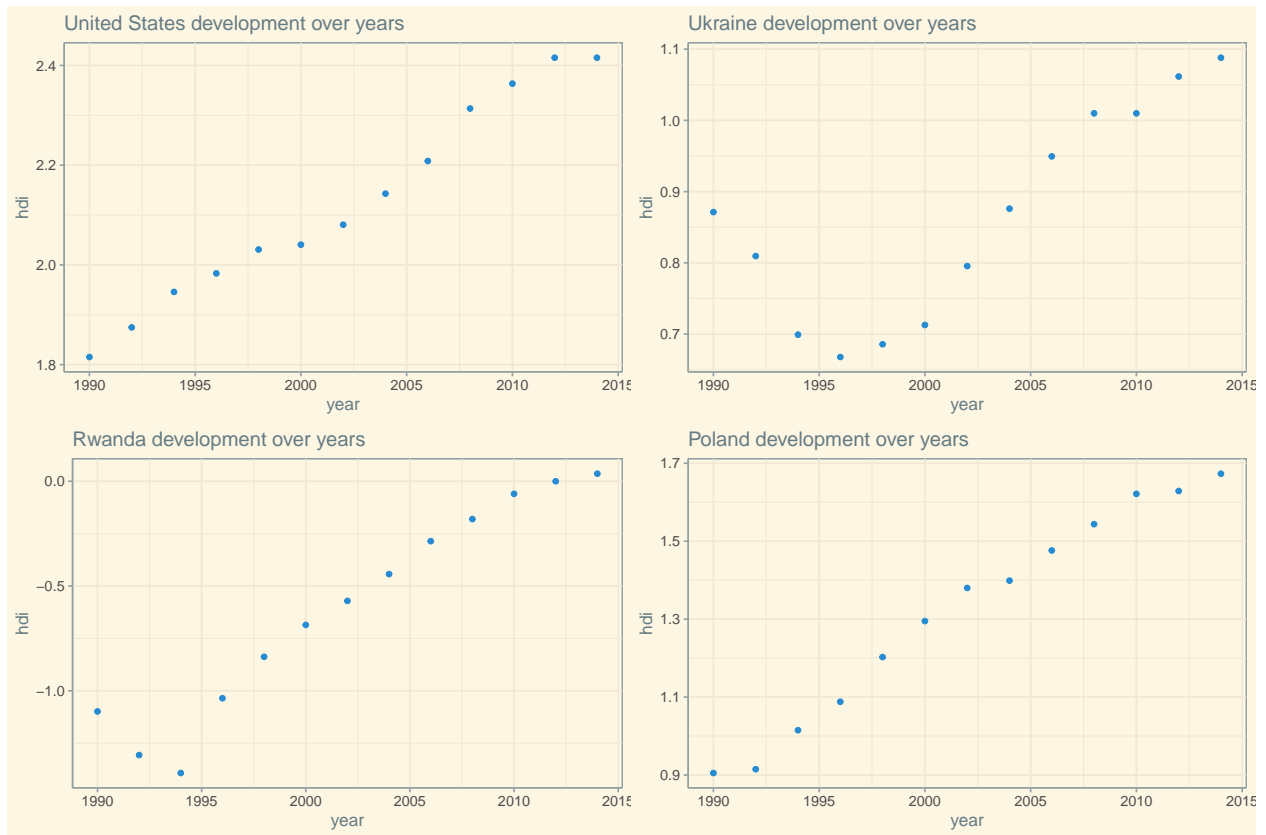 United States development over years
2.4
2.2
2.0
1.8
hdi
1990 1995 2000 2005 2010 2015
year
Ukraine development over years
1.1
1.0
0.9
0.8
0.7
hdi
1990 1995 2000 2005 2010 2015
year
Rwanda development over years
0.0
−0.5
−1.0
hdi
1990 1995 2000 2005 2010 2015
year
Poland development over years
1.7
1.5
1.3
1.1
0.9
hdi
1990 1995 2000 2005 2010 2015
year